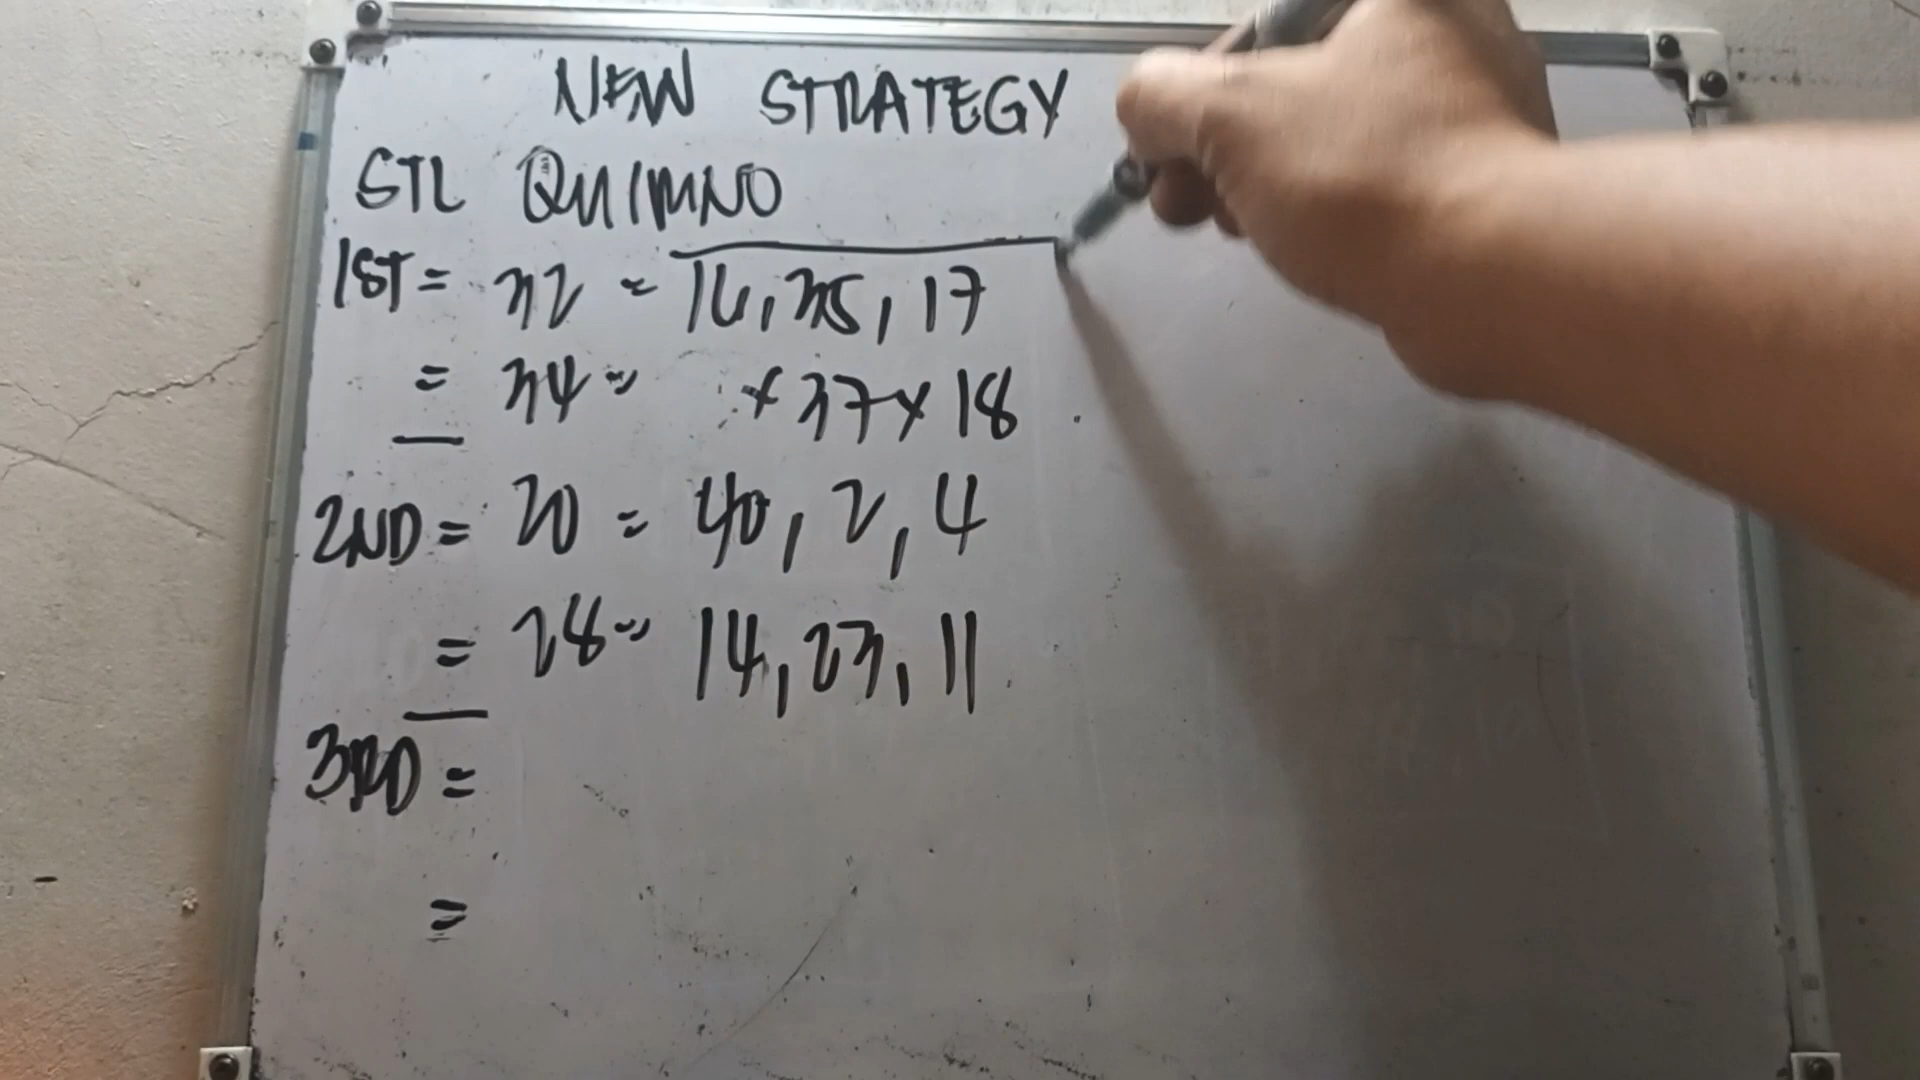 NEW STRATEGY
STL QUIMNO
1ST = 32 = 16, 35, 17
= 34 = x 37 x 18
2ND = 20 = 40, 2, 4
= 28 = 14, 23, 11
3RD =
=